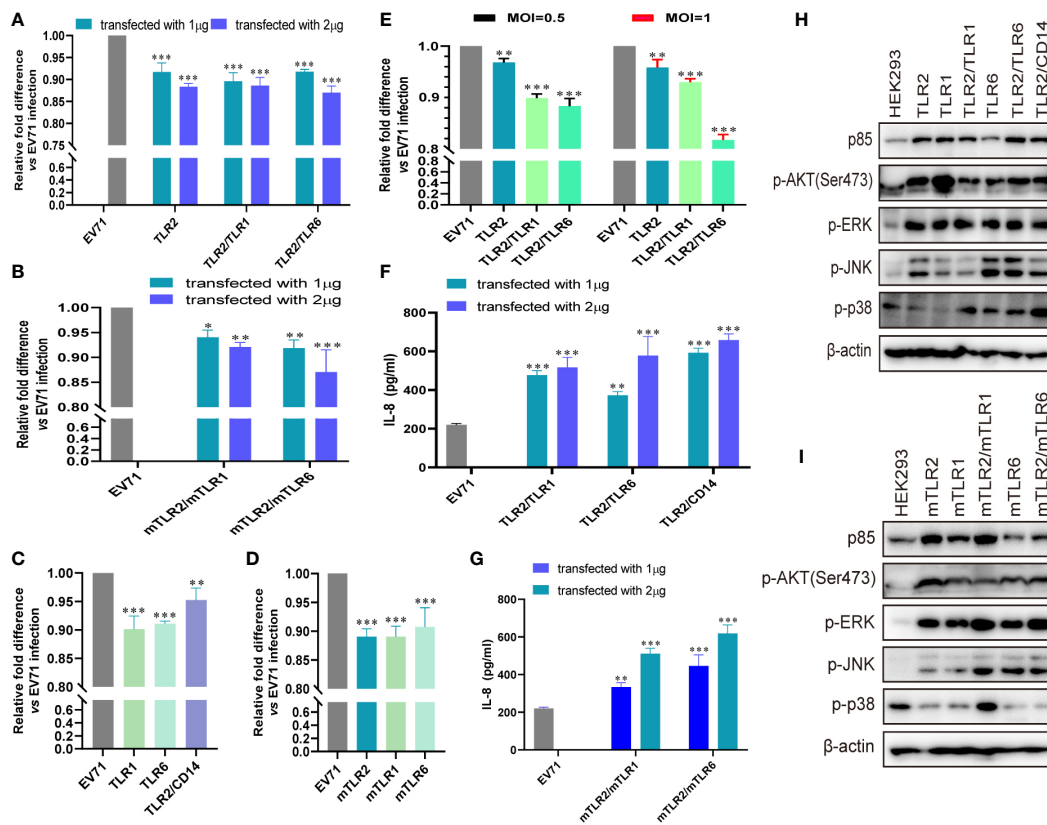 A
transfected with 1μg
transfected with 2μg
Relative fold difference
vs EV71 infection
1.00
0.95
0.90
0.85
0.80
0.75
0.6
0.4
0.2
0.0
***
***
***
***
***
***
EV71
TLR2
TLR2/TLR1
TLR2/TLR6
B
transfected with 1μg
transfected with 2μg
Relative fold difference
vs EV71 infection
1.00
0.95
0.90
0.85
0.80
0.6
0.4
0.2
0.0
*
**
**
***
EV71
mTLR2/mTLR1
mTLR2/mTLR6
C
Relative fold difference
vs EV71 infection
1.00
0.95
0.90
0.85
0.80
0.6
0.4
0.2
0.0
***
***
**
EV71
TLR1
TLR6
TLR2/CD14
D
Relative fold difference
vs EV71 infection
1.00
0.95
0.90
0.85
0.80
0.6
0.4
0.2
0.0
***
***
***
EV71
mTLR2
mTLR1
mTLR6
E
MOI=0.5
MOI=1
Relative fold difference
vs EV71 infection
1.0
0.9
0.8
0.6
0.4
0.2
0.0
**
***
***
**
***
***
EV71
TLR2
TLR2/TLR1
TLR2/TLR6
EV71
TLR2
TLR2/TLR1
TLR2/TLR6
F
transfected with 1μg
transfected with 2μg
IL-8 (pg/ml)
800
600
400
200
0
***
***
**
***
***
***
EV71
TLR2/TLR1
TLR2/TLR6
TLR2/CD14
G
transfected with 1μg
transfected with 2μg
IL-8 (pg/ml)
800
600
400
200
0
**
***
***
***
EV71
mTLR2/mTLR1
mTLR2/mTLR6
H
HEK293
TLR2
TLR1
TLR2/TLR1
TLR6
TLR2/TLR6
TLR2/CD14
p85
p-AKT(Ser473)
p-ERK
p-JNK
p-p38
β-actin
I
HEK293
mTLR2
mTLR1
mTLR2/mTLR1
mTLR6
mTLR2/mTLR6
p85
p-AKT(Ser473)
p-ERK
p-JNK
p-p38
β-actin